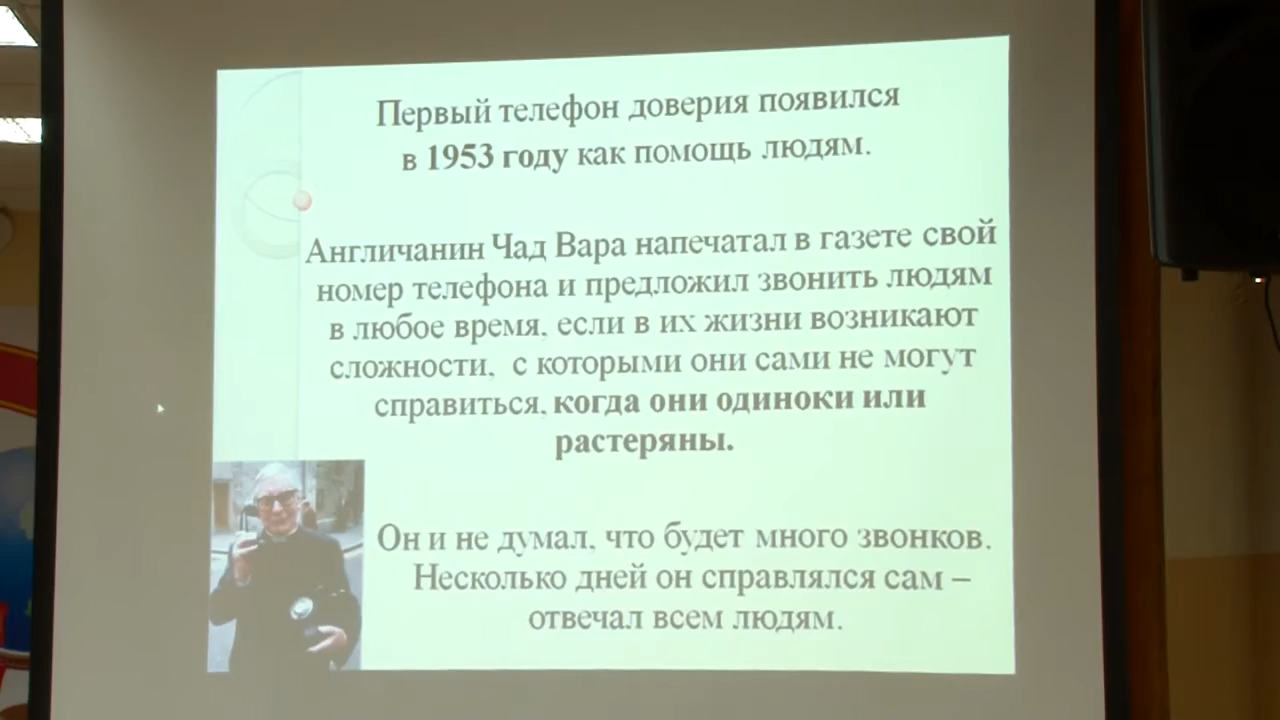 Первый телефон доверия появился
в 1953 году как помощь людям.
Англичанин Чад Вара напечатал в газете свой
номер телефона и предложил звонить людям
в любое время, если в их жизни возникают
сложности, с которыми они сами не могут
справиться, когда они одиноки или
растеряны.
Он и не думал, что будет много звонков.
Несколько дней он справлялся сам –
отвечал всем людям.